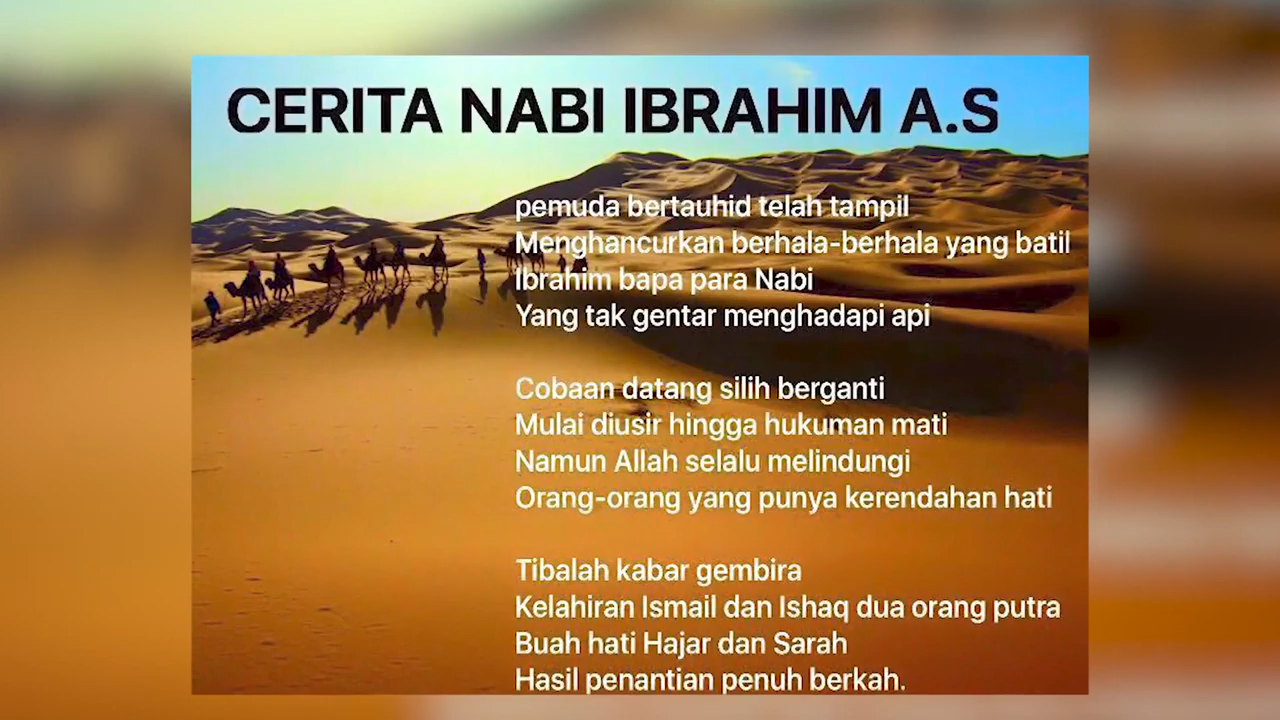 CERITA NABI IBRAHIM A.S
pemuda bertauhid telah tampil
Menghancurkan berhala-berhala yang batil
Ibrahim bapa para Nabi
Yang tak gentar menghadapi api
Cobaan datang silih berganti
Mulai diusir hingga hukuman mati
Namun Allah selalu melindungi
Orang-orang yang punya kerendahan hati
Tibalah kabar gembira
Kelahiran Ismail dan Ishaq dua orang putra
Buah hati Hajar dan Sarah
Hasil penantian penuh berkah.